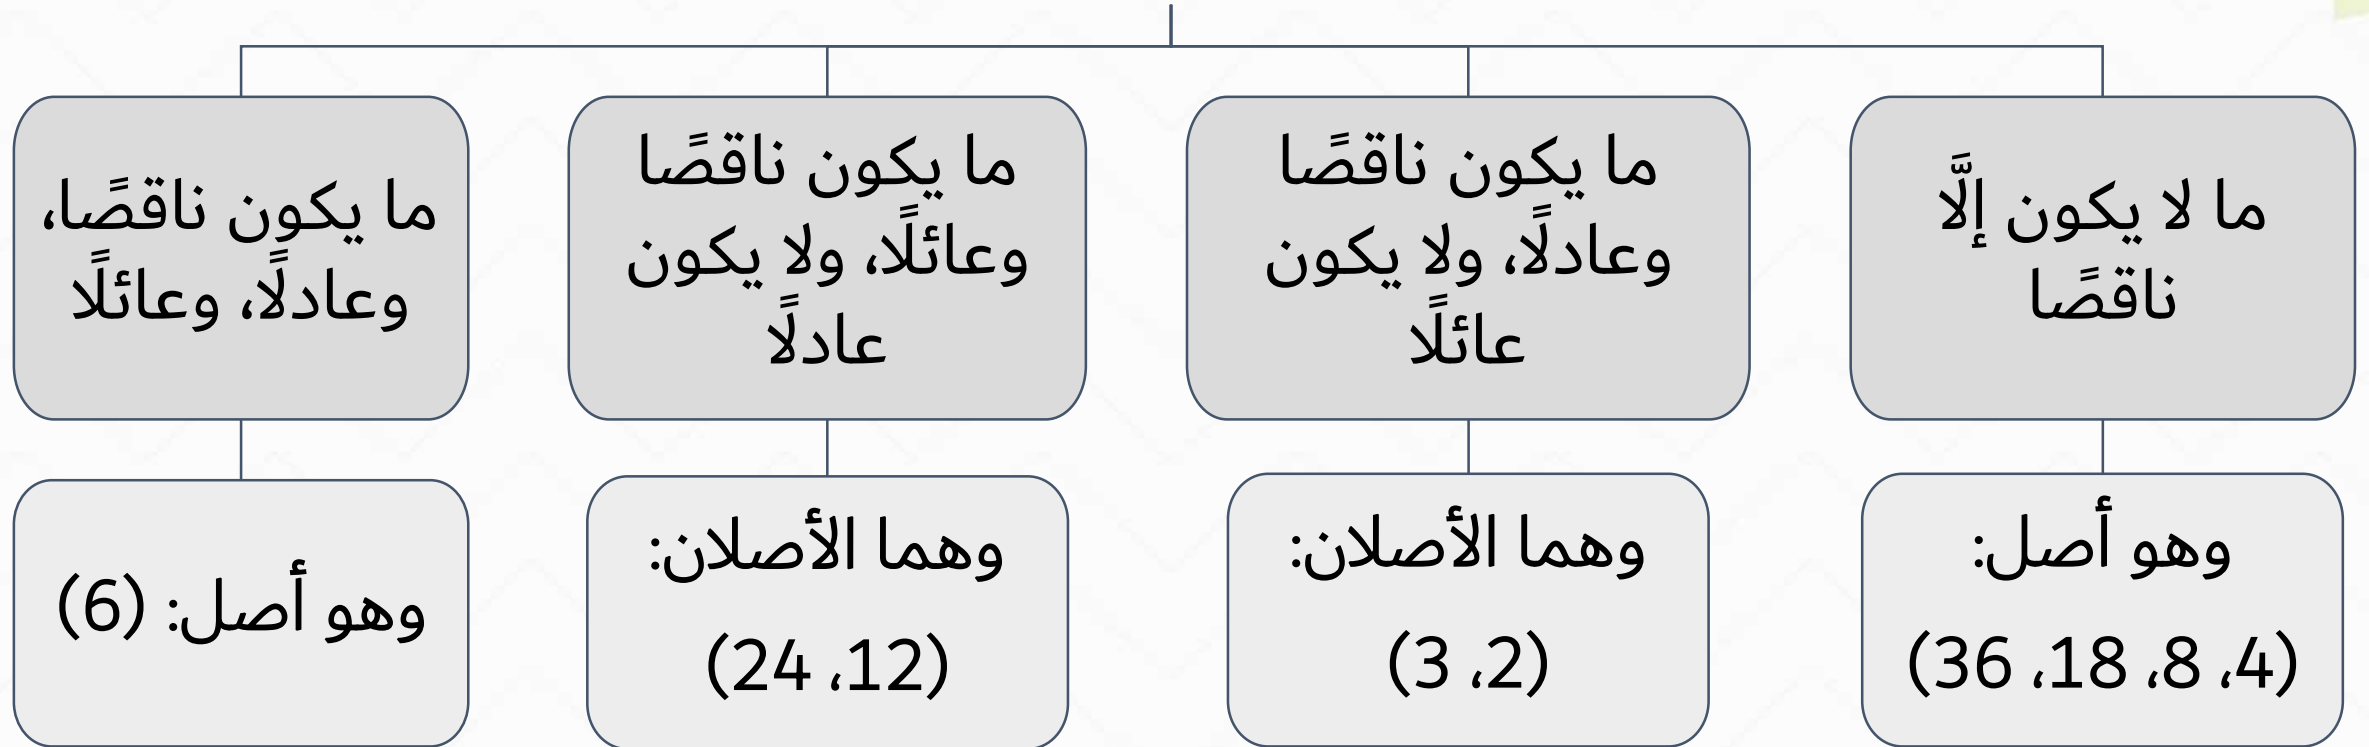 ما لا يكون إلَّا
ناقصًا
ما يكون ناقصًا
وعادلًا، ولا يكون
عائلًا
ما يكون ناقصًا
وعائلًا، ولا يكون
عادلًا
ما يكون ناقصًا،
وعادلًا، وعائلًا
وهو أصل:
(4، 8، 18، 36)
وهما الأصلان:
(2، 3)
وهما الأصلان:
(12، 24)
وهو أصل: (6)